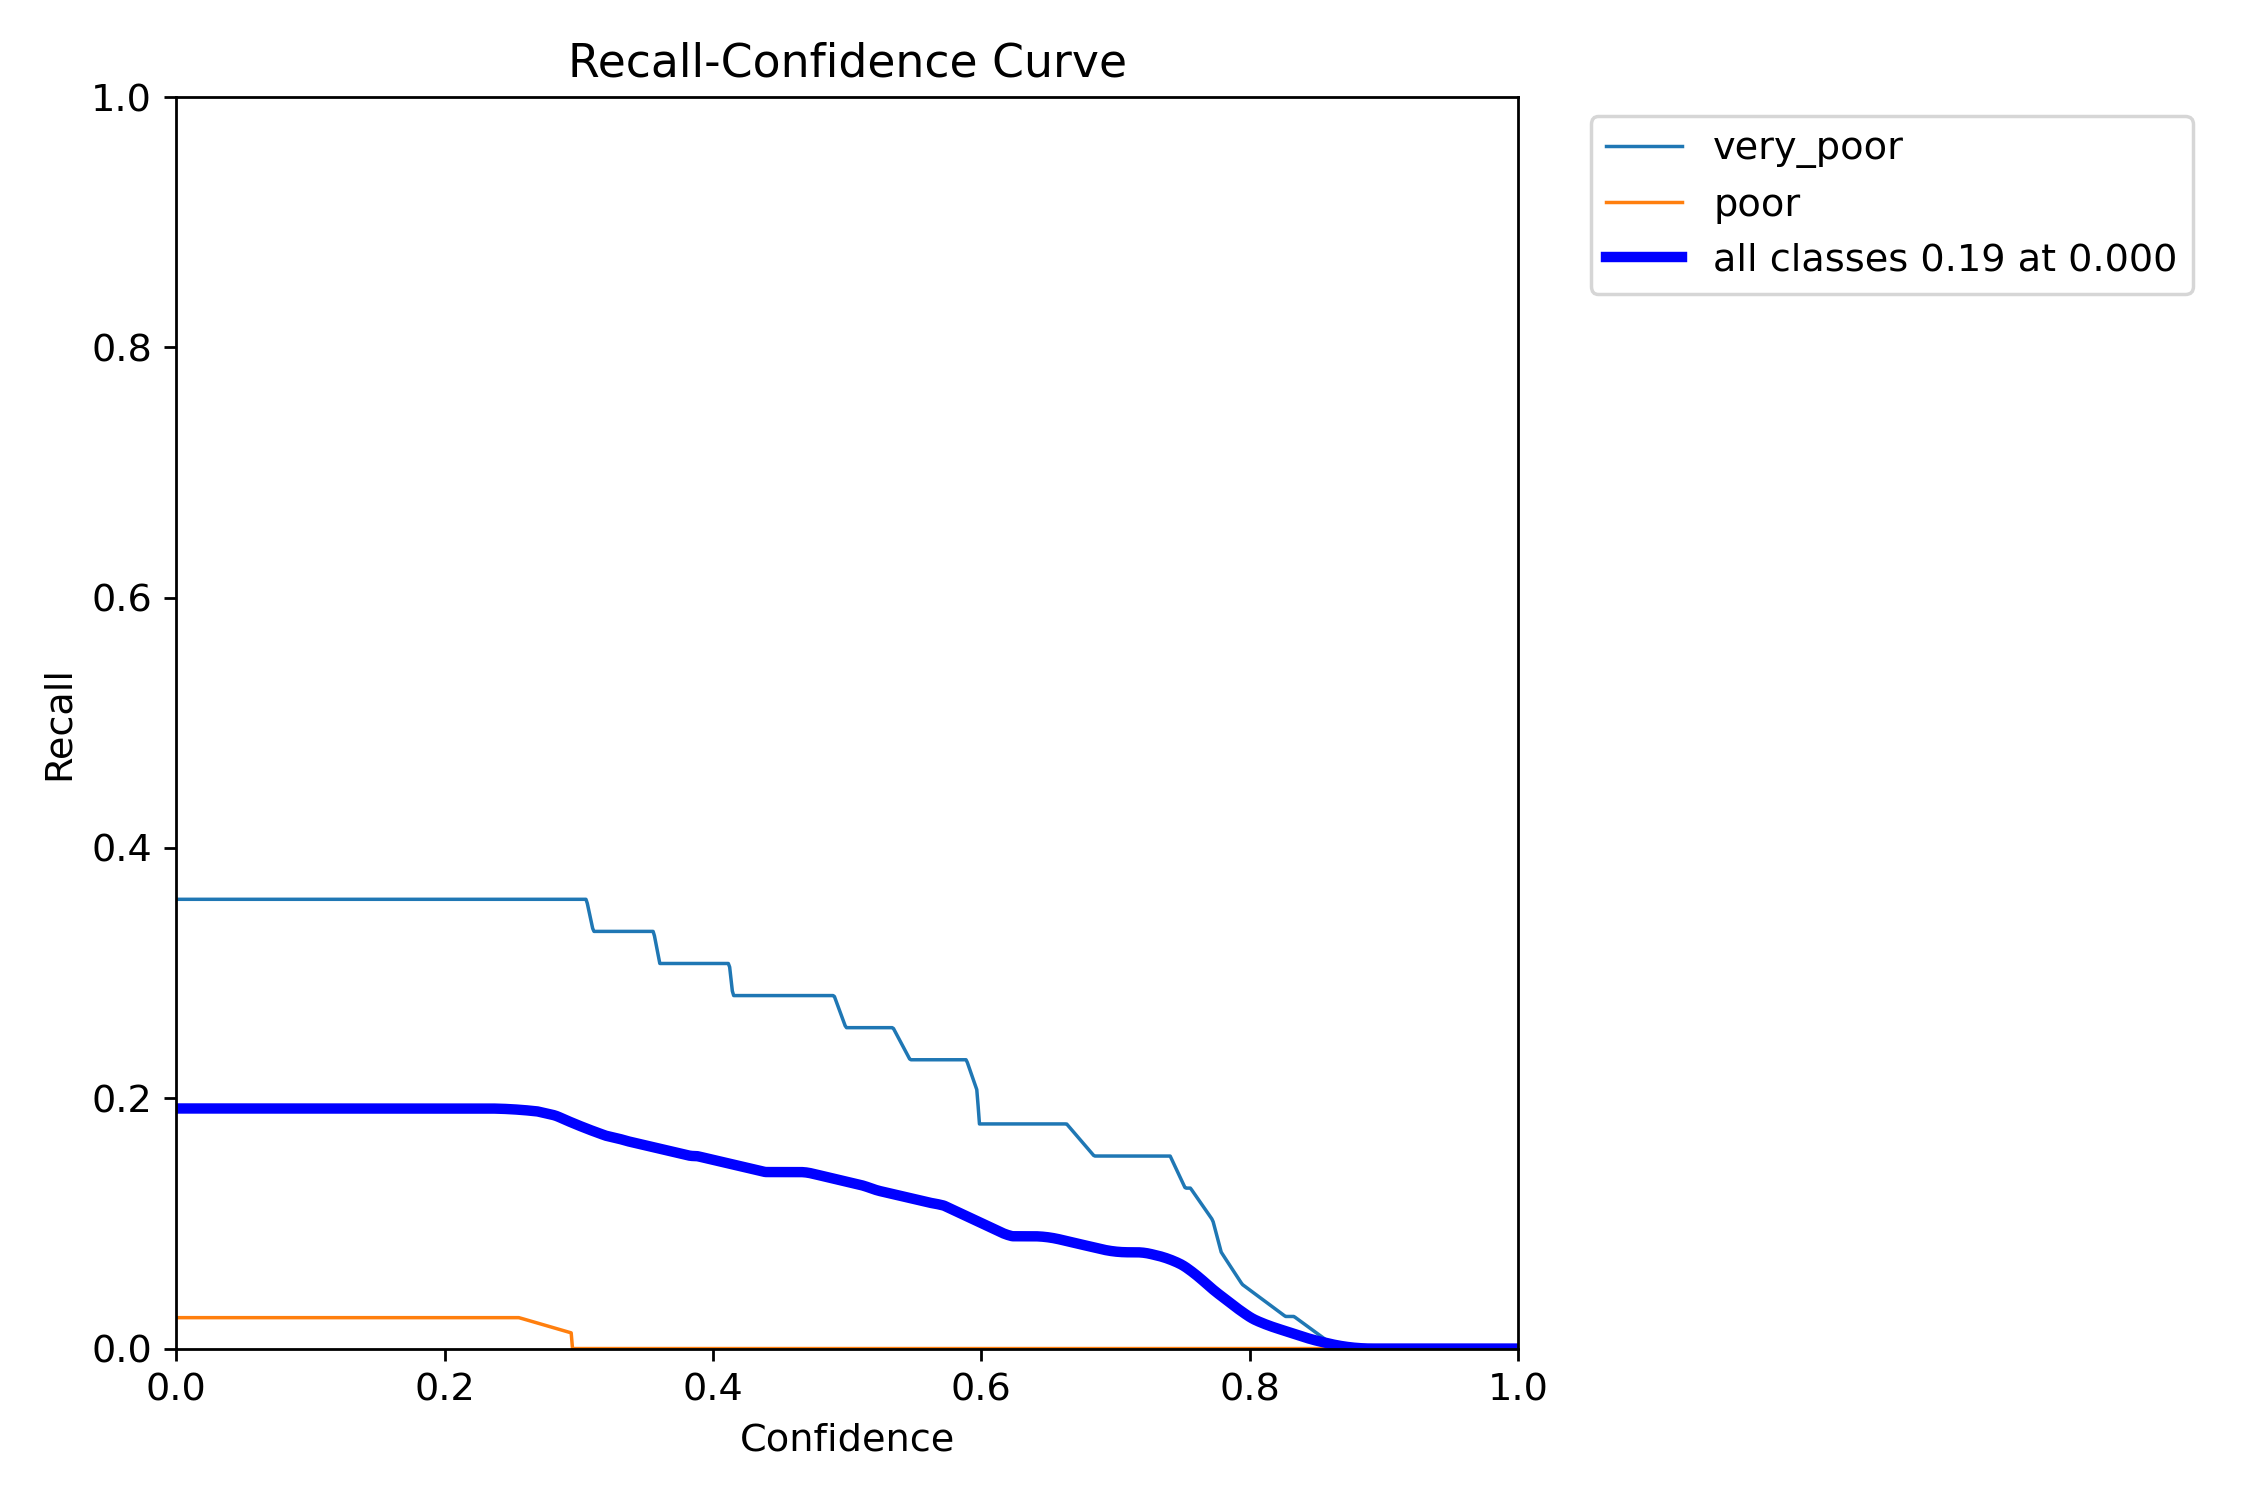 Recall-Confidence Curve
1.0
0.8
0.6
0.4
0.2
0.0
Recall
0.0 0.2 0.4 0.6 0.8 1.0
Confidence
very_poor
poor
all classes 0.19 at 0.000